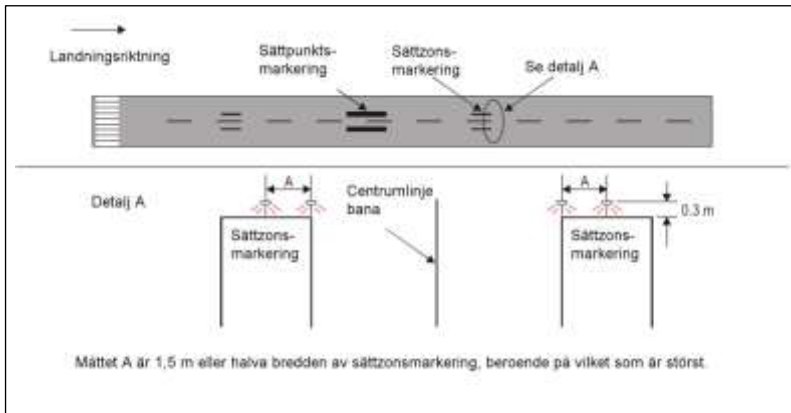 Landningsriktning
Sättpunkts-
markering
Sättzons-
markering
Se detalj A
Detalj A
A
Centrumlinje
bana
A
0.3 m
Sättzons-
markering
Sättzons-
markering
Måttet A är 1,5 m eller halva bredden av sättzonsmarkering, beroende på vilket som är störst.